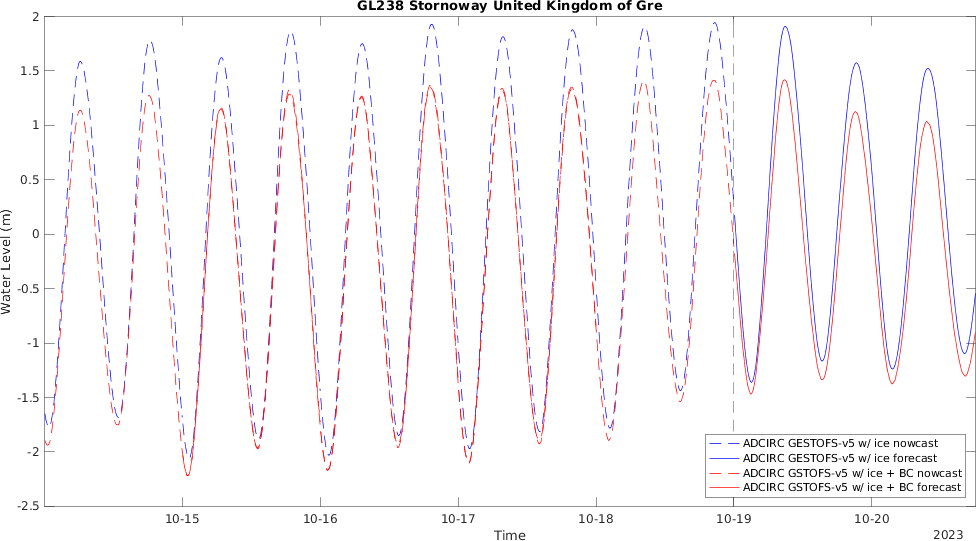 GL238 Stornoway United Kingdom of Gre
2
1.5
1
0.5
0
-0.5
-1
-1.5
-2
-2.5
Water Level (m)
ADCIRC GESTOFS-v5 w/ ice nowcast
ADCIRC GESTOFS-v5 w/ ice forecast
ADCIRC GSTOFS-v5 w/ ice + BC nowcast
ADCIRC GSTOFS-v5 w/ ice + BC forecast
10-15 10-16 10-17 10-18 10-19 10-20
Time
2023